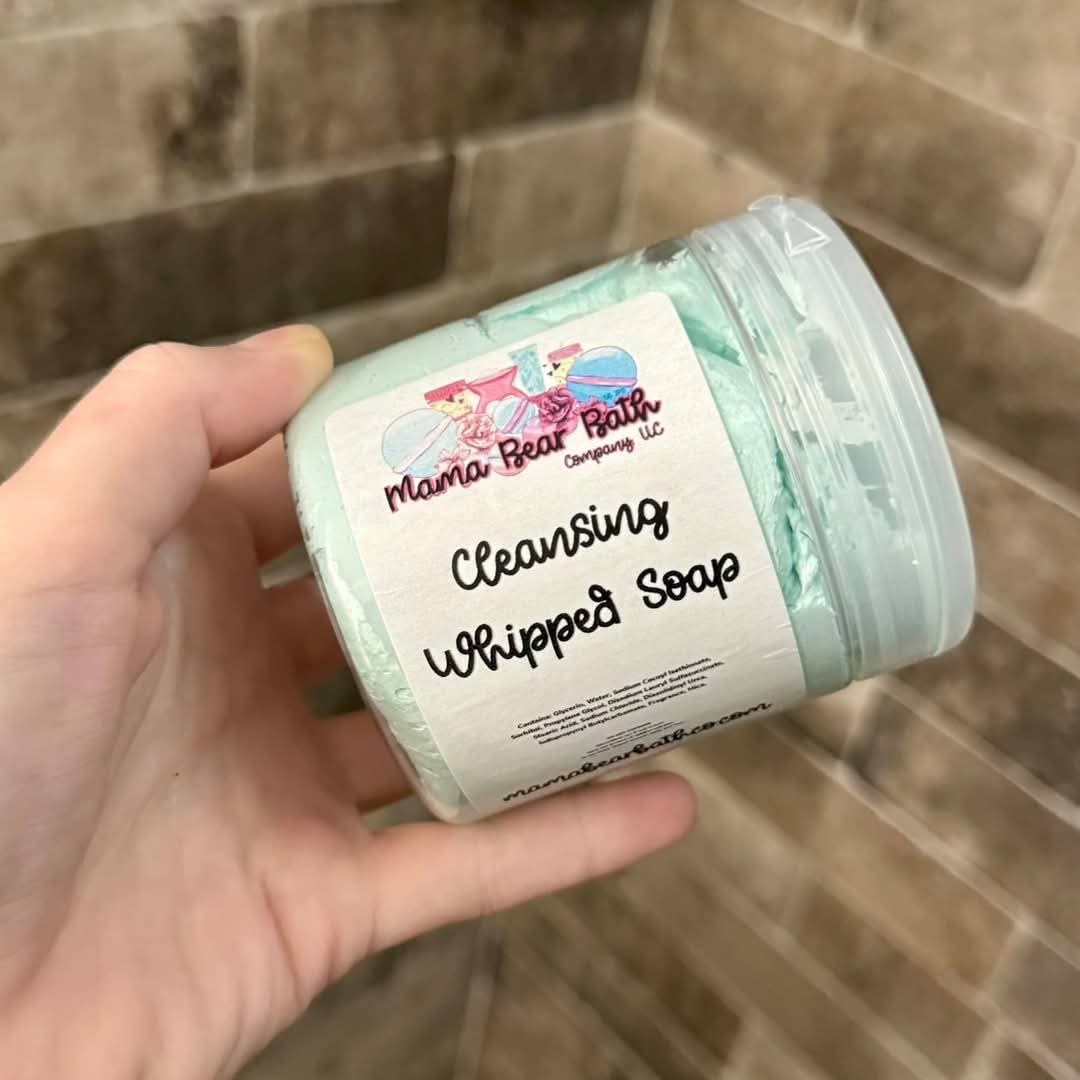 Mama Bear Bath
Company LLC
Cleansing
Whipped Soap
Contains: Glycerin, Water, Sodium Cocoyl Isethionate,
Sorbitol, Propylene Glycol, Disodium Lauryl Sulfosuccinate,
Stearic Acid, Sodium Chloride, Diazolidinyl Urea,
Iodopropynyl Butylcarbamate, Fragrance, Mica.
mamabearbathco.com